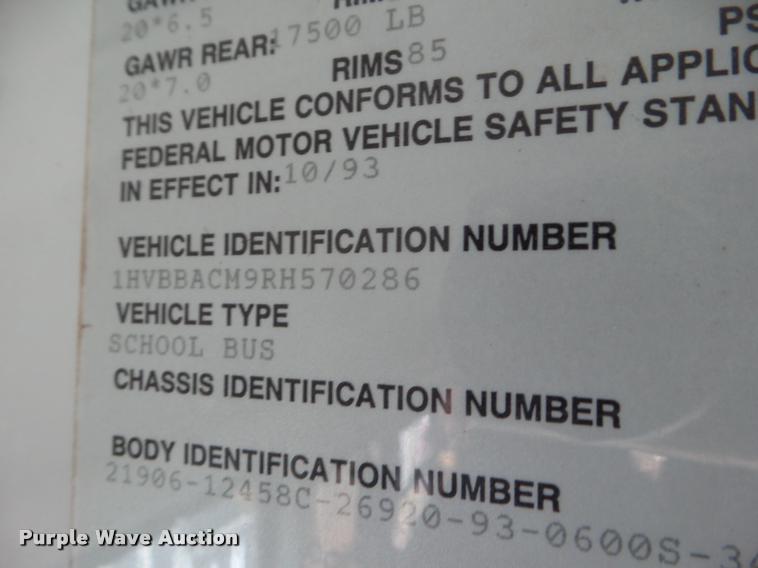 20*6.5
GAWR REAR: 17500 LB
20*7.0 RIMS 85
THIS VEHICLE CONFORMS TO ALL
FEDERAL MOTOR VEHICLE SAFETY
IN EFFECT IN: 10/93
VEHICLE IDENTIFICATION NUMBER
1HVBBACM9RH570286
VEHICLE TYPE
SCHOOL BUS
CHASSIS IDENTIFICATION NUMBER
BODY IDENTIFICATION NUMBER
21906-12458C-26920-93-0600S-3
Purple Wave Auction